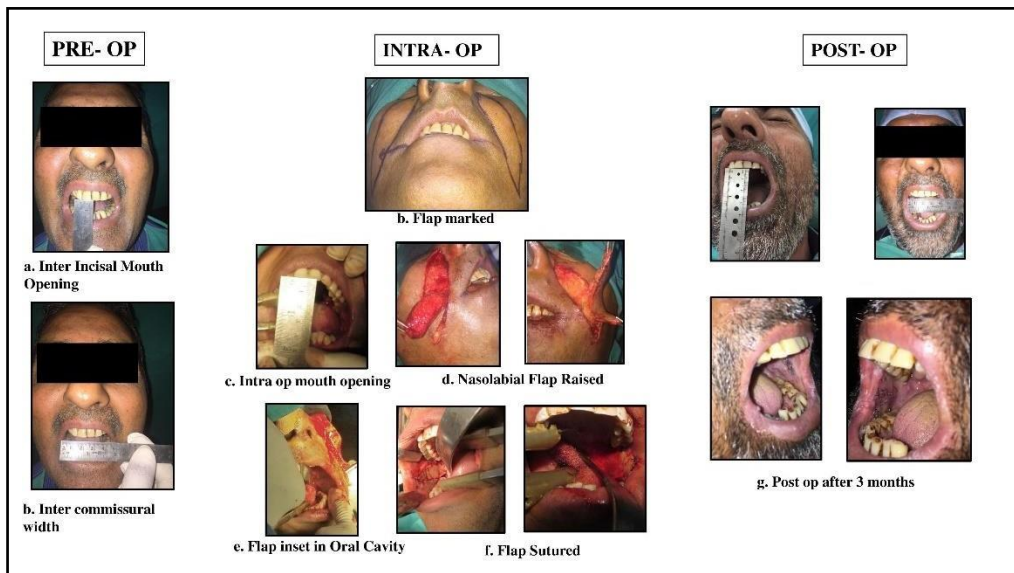 PRE- OP
a. Inter Incisal Mouth
Opening
b. Inter commissural
width
INTRA- OP
b. Flap marked
c. Intra op mouth opening
d. Nasolabial Flap Raised
e. Flap inset in Oral Cavity
f. Flap Sutured
POST- OP
g. Post op after 3 months